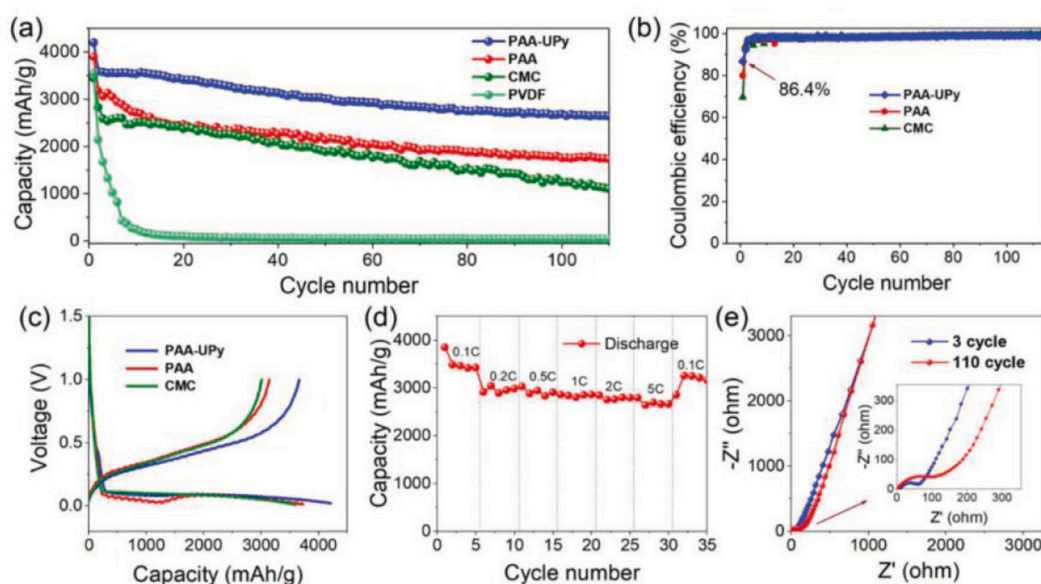 (a)
4000
3000
2000
1000
0
Capacity (mAh/g)
PAA-UPy
PAA
CMC
PVDF
20
40
60
80
100
Cycle number
(b)
100
80
60
40
20
0
Coulombic efficiency (%)
86.4%
PAA-UPy
PAA
CMC
0
20
40
60
80
100
Cycle number
(c)
1.5
1.0
0.5
0.0
Voltage (V)
PAA-UPy
PAA
CMC
0
1000
2000
3000
4000
Capacity (mAh/g)
(d)
4000
3000
2000
1000
0
Capacity (mAh/g)
Discharge
0.1C
0.2C
0.5C
1C
2C
5C
0.1C
0
5
10
15
20
25
30
35
Cycle number
(e)
3000
2000
1000
0
-Z'' (ohm)
3 cycle
110 cycle
300
200
100
0
-Z'' (ohm)
0
100
200
300
Z' (ohm)
0
1000
2000
3000
Z' (ohm)